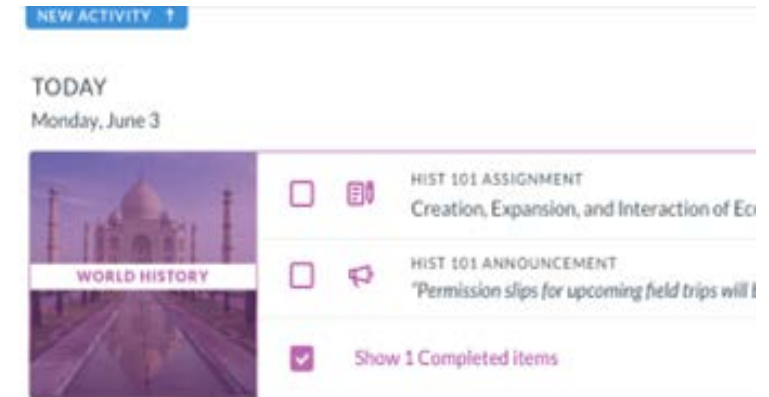 NEW ACTIVITY ↑
TODAY
Monday, June 3
WORLD HISTORY
HIST 101 ASSIGNMENT
Creation, Expansion, and Interaction of
HIST 101 ANNOUNCEMENT
"Permission slips for upcoming field trips will
Show 1 Completed items